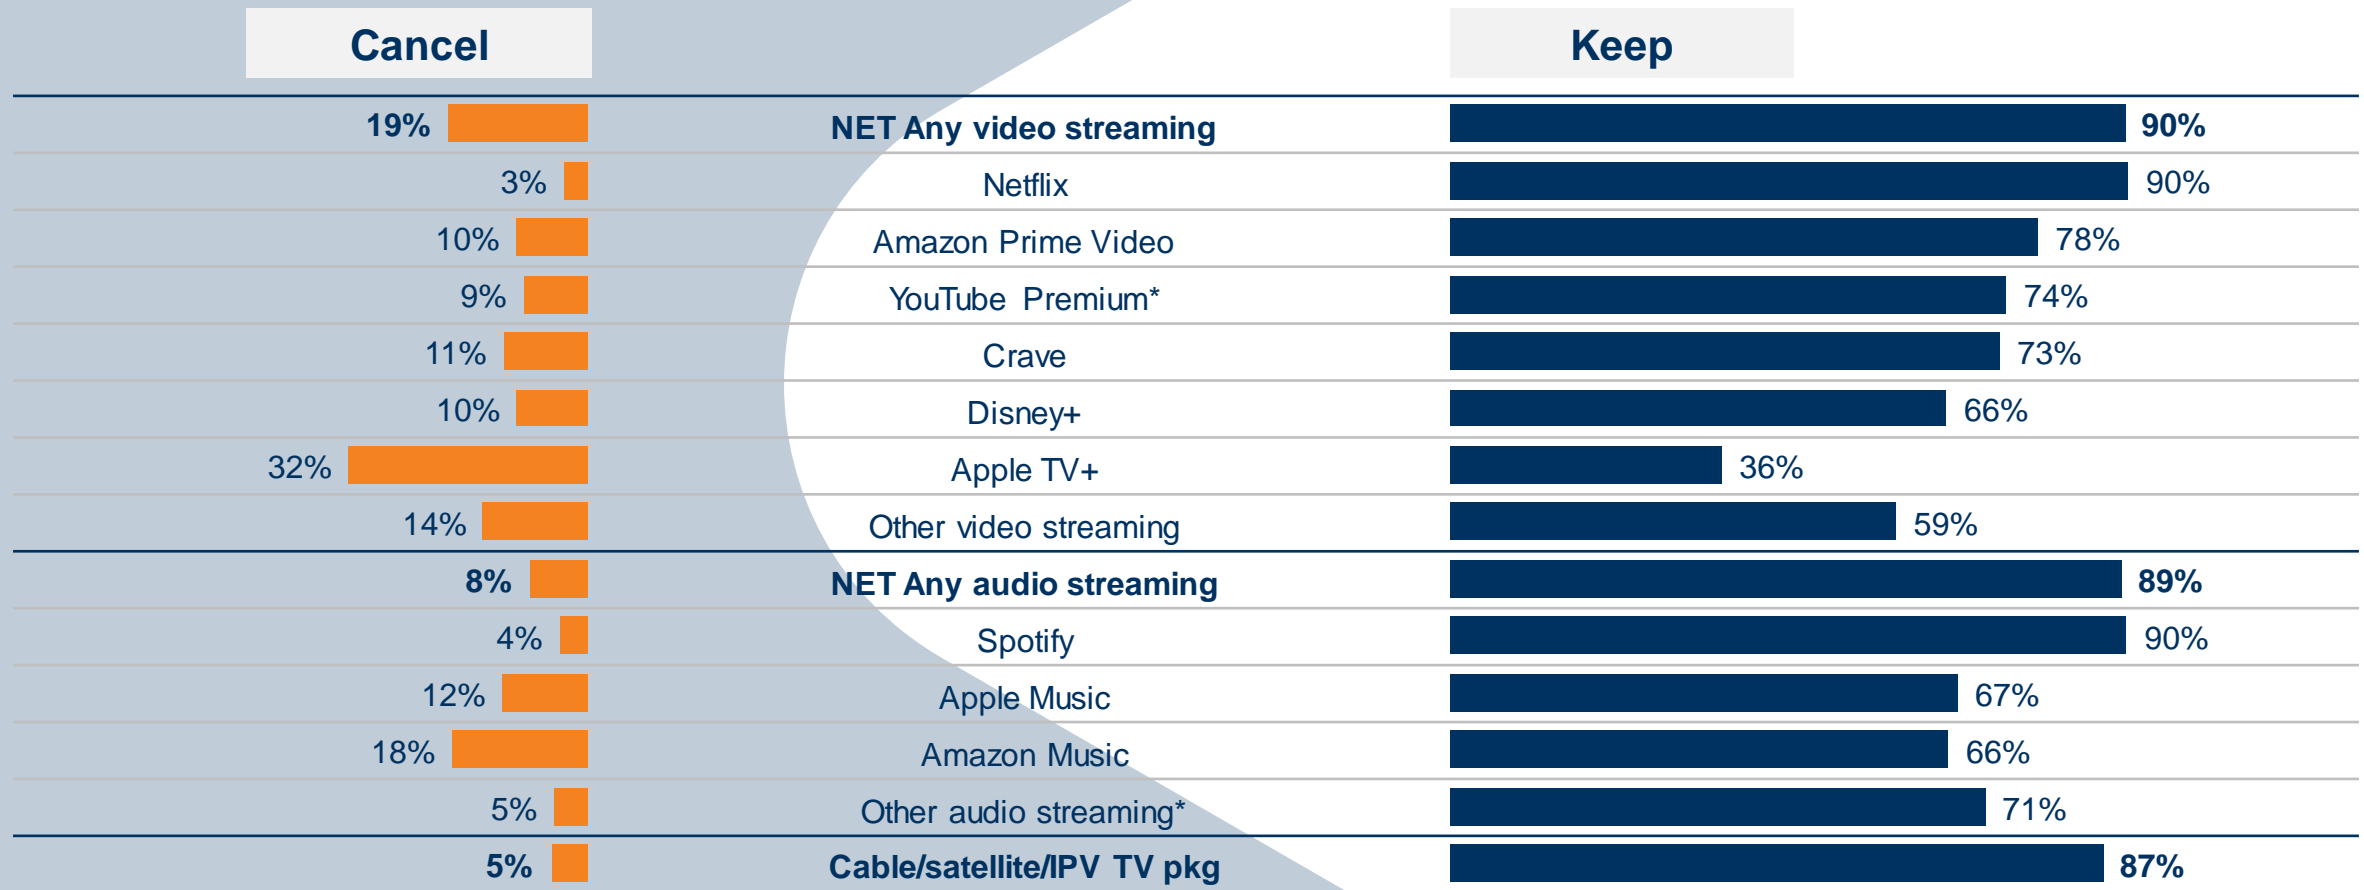 Cancel Keep
19% NET Any video streaming 90%
3% Netflix 90%
10% Amazon Prime Video 78%
9% YouTube Premium* 74%
11% Crave 73%
10% Disney+ 66%
32% Apple TV+ 36%
14% Other video streaming 59%
8% NET Any audio streaming 89%
4% Spotify 90%
12% Apple Music 67%
18% Amazon Music 66%
5% Other audio streaming* 71%
5% Cable/satellite/IPV TV pkg 87%